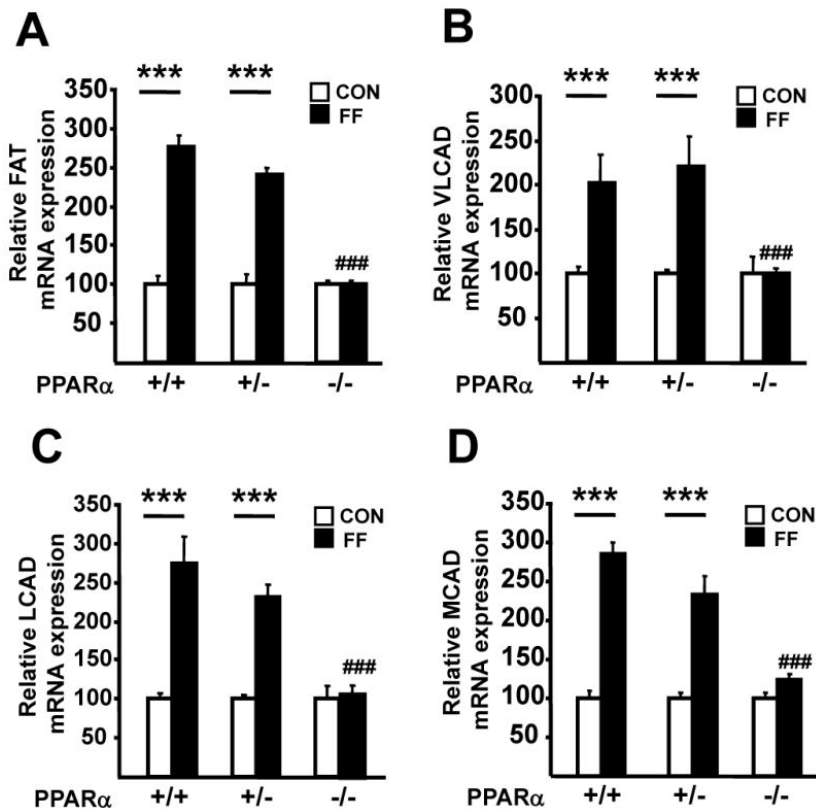 A
Relative FAT
mRNA expression
350
300
250
200
150
100
50
*** ***
CON
FF
###
PPARα +/+ +/- -/-
B
Relative VLCAD
mRNA expression
300
250
200
150
100
50
*** ***
CON
FF
###
PPARα +/+ +/- -/-
C
Relative LCAD
mRNA expression
350
300
250
200
150
100
50
*** ***
CON
FF
###
PPARα +/+ +/- -/-
D
Relative MCAD
mRNA expression
350
300
250
200
150
100
50
*** ***
CON
FF
###
PPARα +/+ +/- -/-